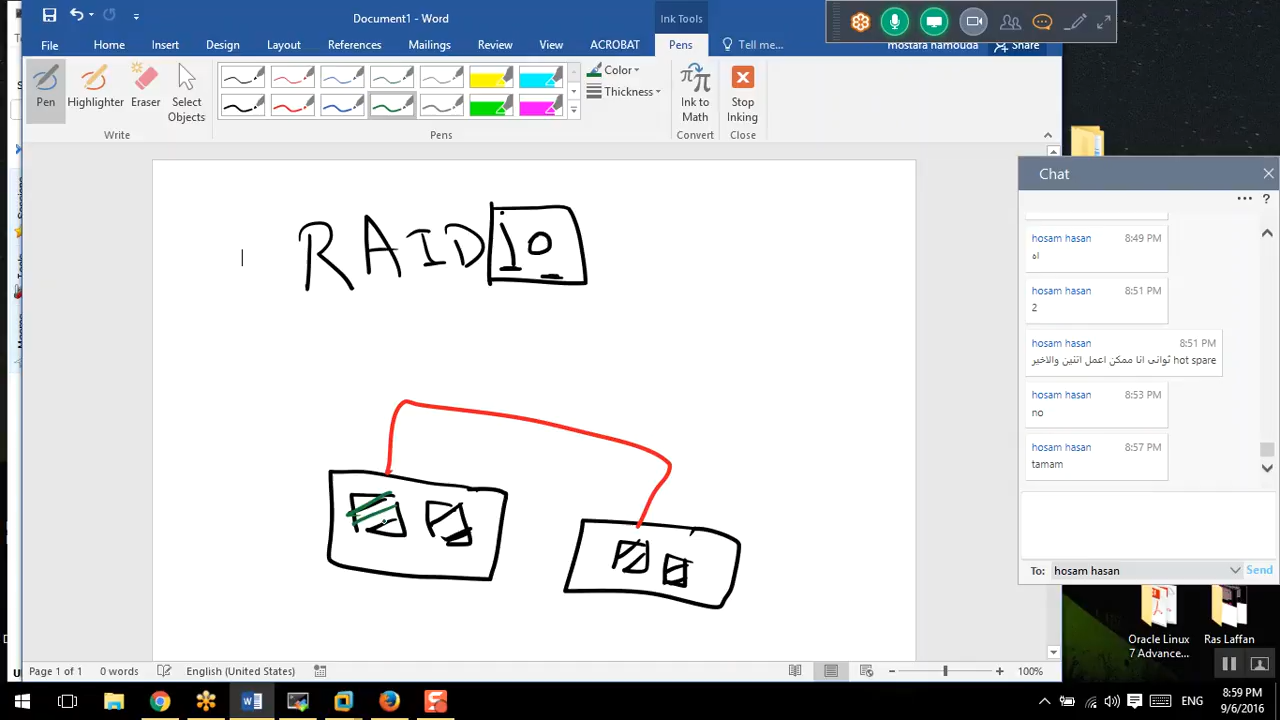 Document1 - Word
Ink Tools
mostafa hamouda
Share
File
Home
Insert
Design
Layout
References
Mailings
Review
View
ACROBAT
Pens
Tell me...
Pen
Highlighter
Eraser
Select Objects
Color
Thickness
Ink to Math
Stop Inking
Write
Pens
Convert
Close
RAID 10
Chat
hosam hasan 8:49 PM
اه
hosam hasan 8:51 PM
2
hosam hasan 8:51 PM
ثوانى انا ممكن اعمل اتنين والاخير hot spare
hosam hasan 8:53 PM
no
hosam hasan 8:57 PM
tamam
To: hosam hasan Send
Oracle Linux 7 Advance...
Ras Laffan
Page 1 of 1
0 words
English (United States)
100%
ENG
8:59 PM
9/6/2016